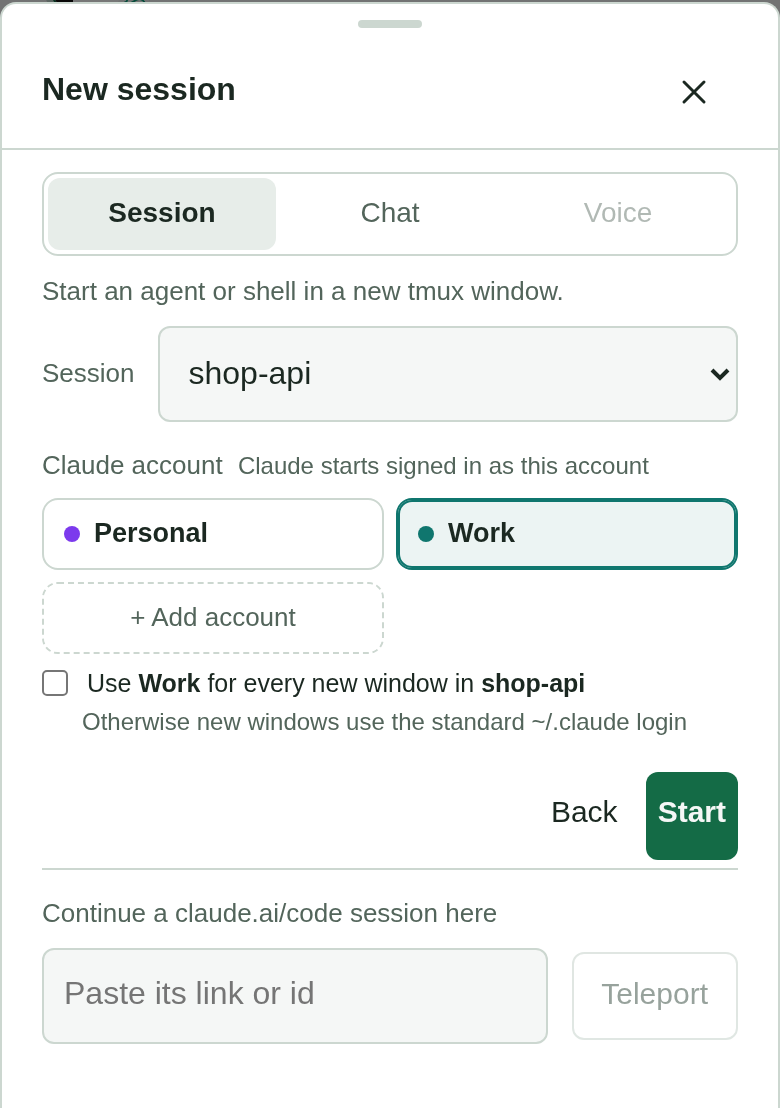 New session
Session Chat Voice
Start an agent or shell in a new tmux window.
Session shop-api
Claude account Claude starts signed in as this account
Personal Work
+ Add account
Use Work for every new window in shop-api
Otherwise new windows use the standard ~/.claude login
Back Start
Continue a claude.ai/code session here
Paste its link or id Teleport